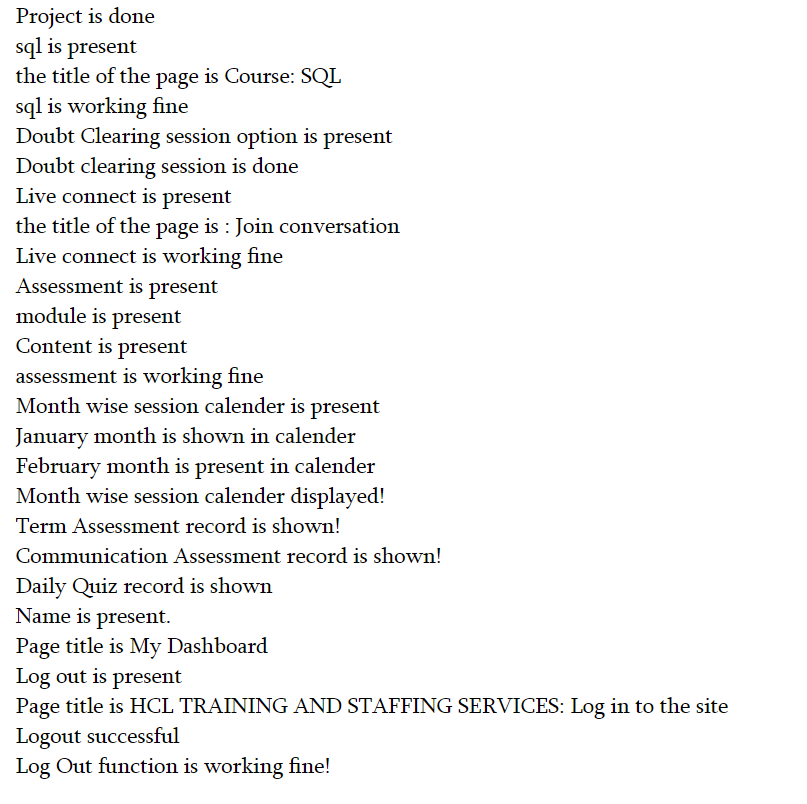 Project is done
sql is present
the title of the page is Course: SQL
sql is working fine
Doubt Clearing session option is present
Doubt clearing session is done
Live connect is present
the title of the page is : Join conversation
Live connect is working fine
Assessment is present
module is present
Content is present
assessment is working fine
Month wise session calender is present
January month is shown in calender
February month is present in calender
Month wise session calender displayed!
Term Assessment record is shown!
Communication Assessment record is shown!
Daily Quiz record is shown
Name is present.
Page title is My Dashboard
Log out is present
Page title is HCL TRAINING AND STAFFING SERVICES: Log in to the site
Logout successful
Log Out function is working fine!